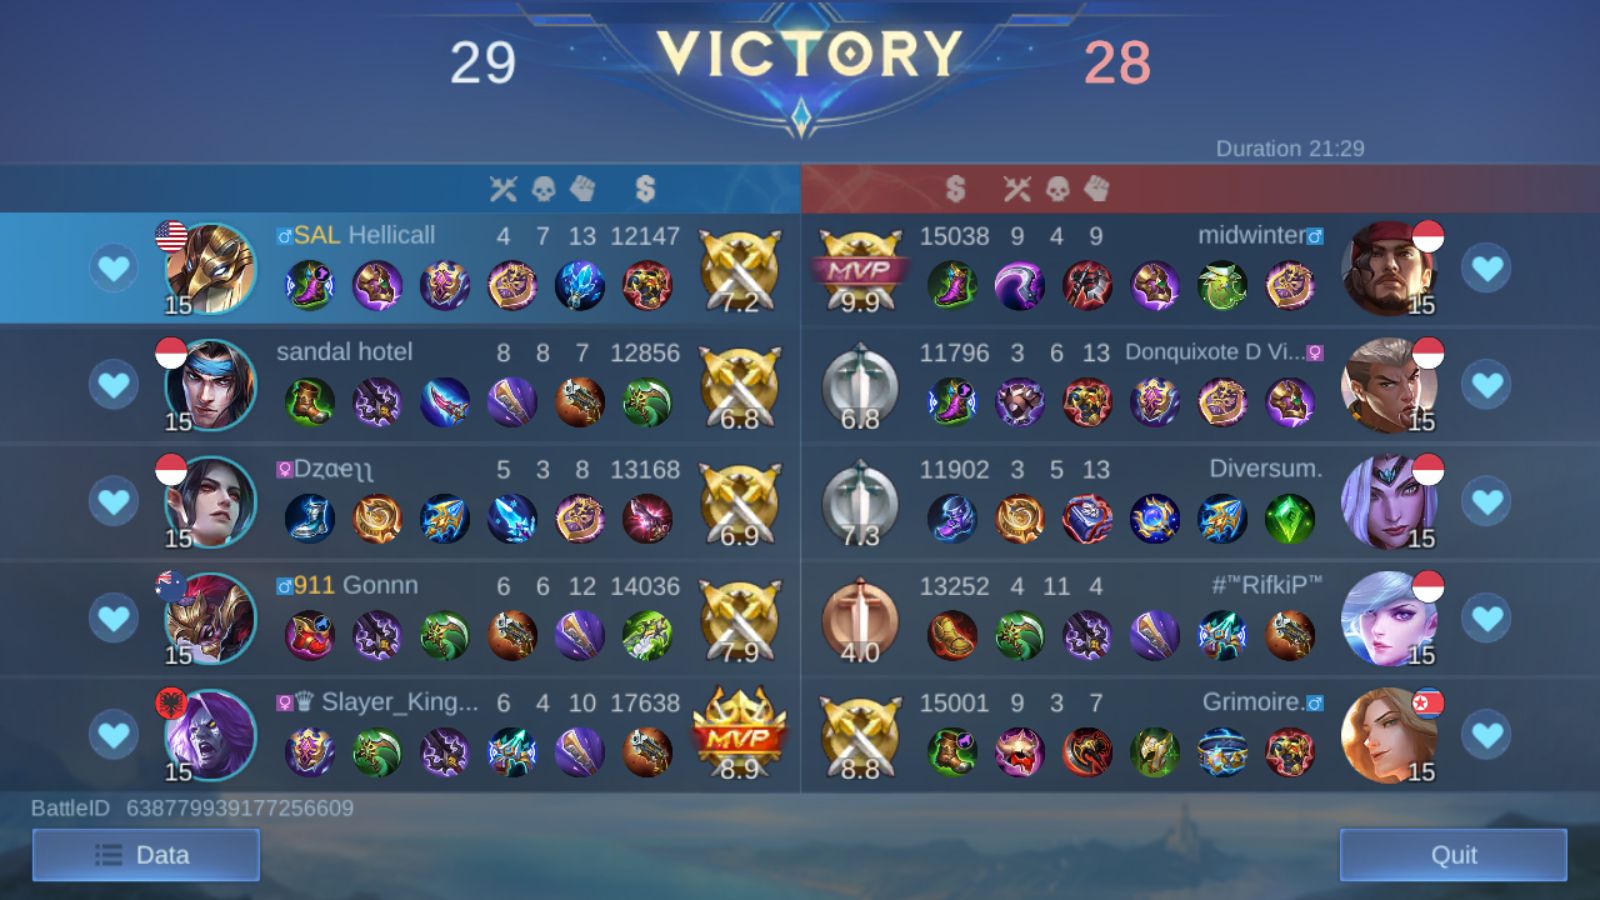 29 VICTORY 28
Duration 21:29
♂SAL Hellicall 4 7 13 12147
15 7.2
MVP 9.9 15038 9 4 9 midwinter♂
15
sandal hotel 8 8 7 12856
15 6.8
6.8 11796 3 6 13 Donquixote D Vi...♀
15
♀Dzαҽʅʅ 5 3 8 13168
15 6.9
7.3 11902 3 5 13 Diversum.
15
♂911 Gonnn 6 6 12 14036
15 7.9
4.0 13252 4 11 4 #™RifkiP™
15
♀♛ Slayer_King... 6 4 10 17638
15 MVP 8.9
8.8 15001 9 3 7 Grimoire.♂
15
BattleID 638779939177256609
Data
Quit